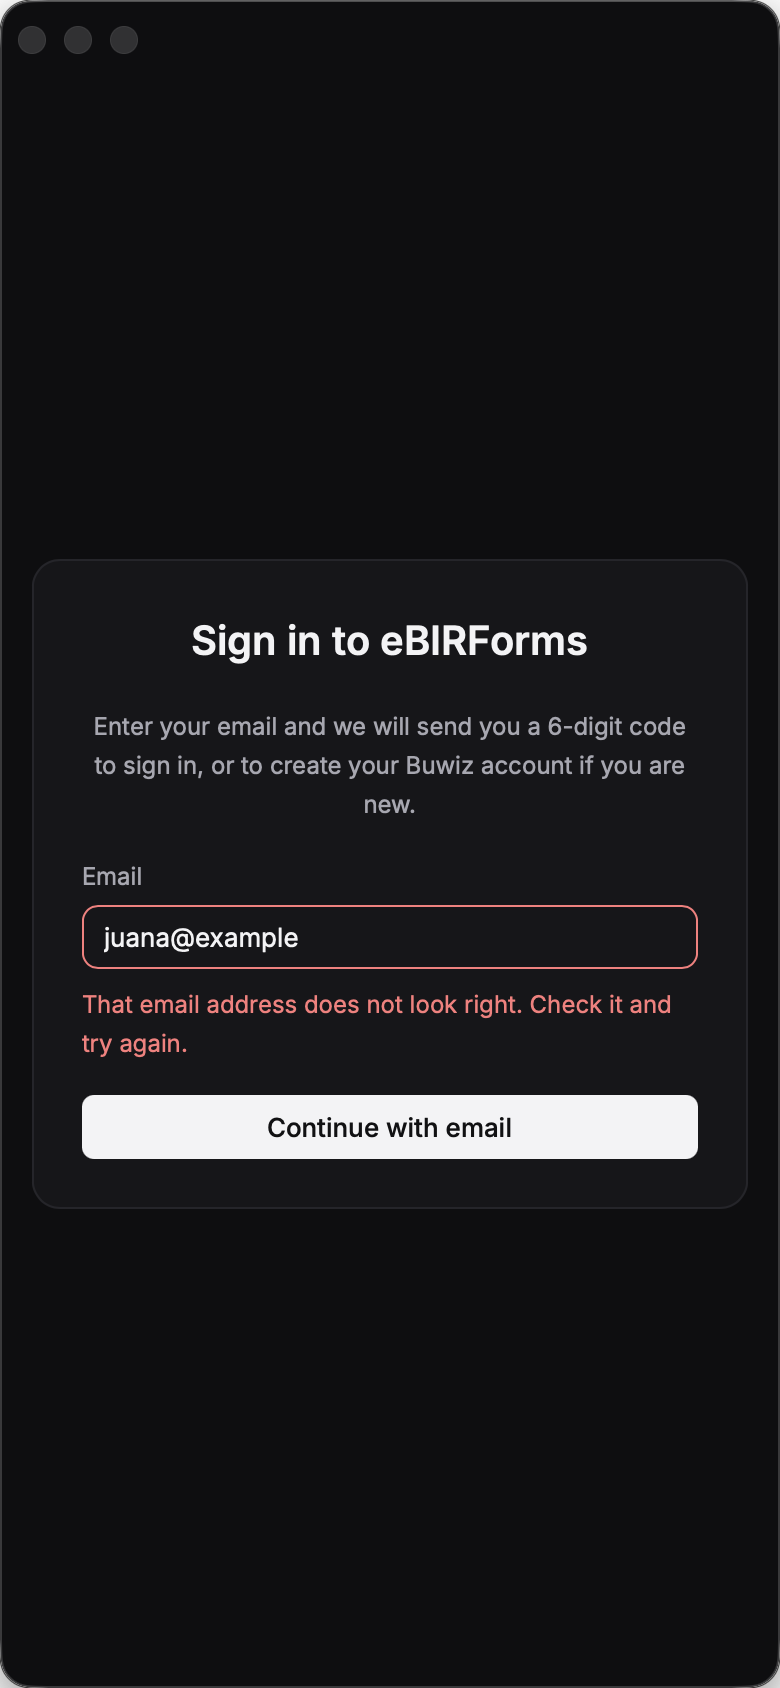 Sign in to eBIRForms
Enter your email and we will send you a 6-digit code
to sign in, or to create your Buwiz account if you are
new.
Email
juana@example
That email address does not look right. Check it and
try again.
Continue with email